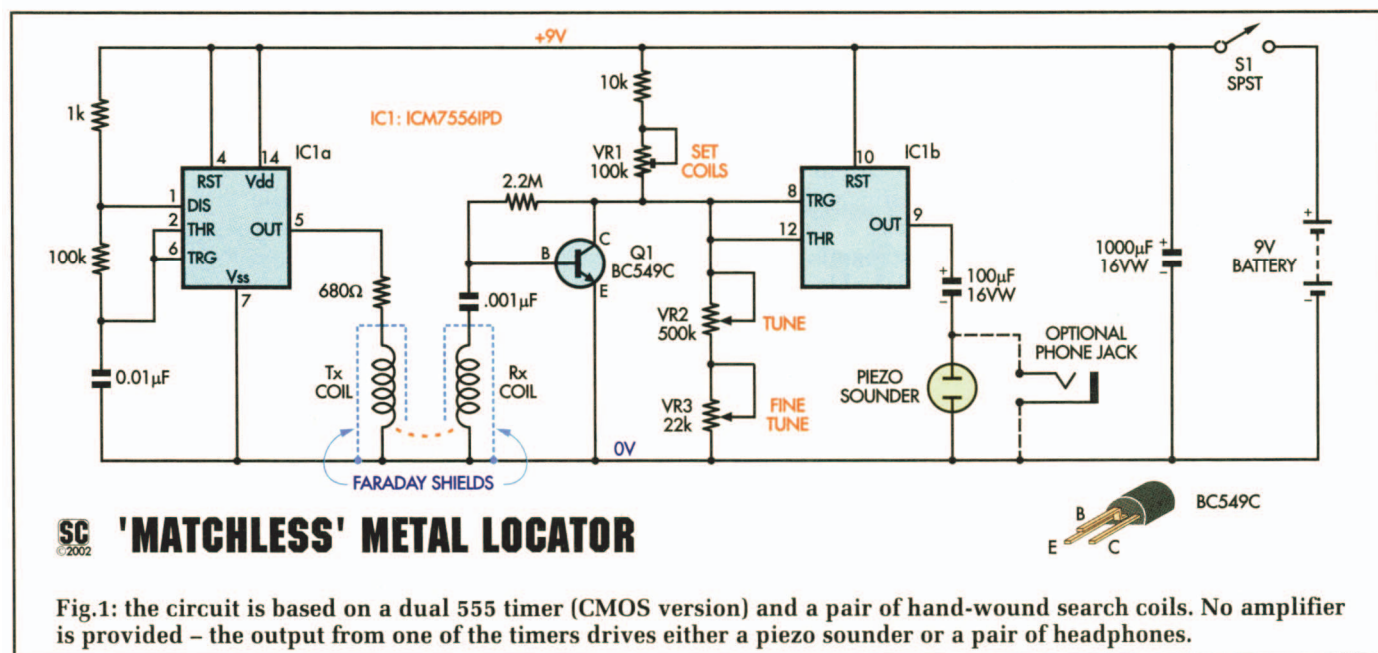 +9V
S1
SPST
1k
10k
IC1: ICM7556IPD
IC1a
4
14
RST
Vdd
1
DIS
2
THR
6
TRG
OUT
5
Vss
7
100k
0.01µF
680Ω
Tx
COIL
Rx
COIL
FARADAY SHIELDS
2.2M
.001µF
B
C
E
Q1
BC549C
VR1
100k
SET
COILS
VR2
500k
TUNE
VR3
22k
FINE
TUNE
0V
IC1b
10
RST
8
TRG
12
THR
OUT
9
+
100µF
16VW
–
PIEZO
SOUNDER
OPTIONAL
PHONE JACK
1000µF
16VW
+
–
+
9V
BATTERY
–
B
E
C
BC549C
SC
©2002
'MATCHLESS' METAL LOCATOR
Fig.1: the circuit is based on a dual 555 timer (CMOS version) and a pair of hand-wound search coils. No amplifier
is provided – the output from one of the timers drives either a piezo sounder or a pair of headphones.